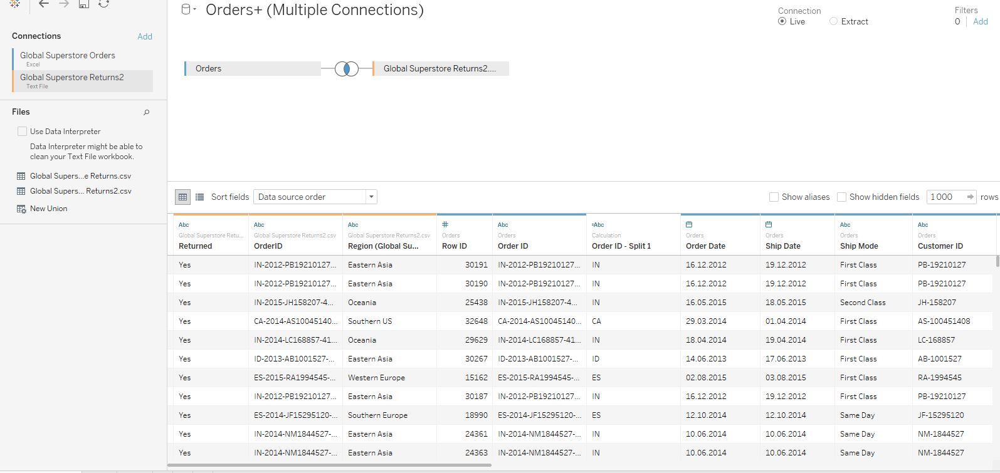 Orders+ (Multiple Connections)
Connection
Live
Extract
Filters
0
Add
Connections
Add
Global Superstore Orders
Excel
Global Superstore Returns2
Text File
Orders
Global Superstore Returns2....
Files
Use Data Interpreter
Data Interpreter might be able to
clean your Text File workbook.
Global Supers...e Returns.csv
Global Supers... Returns2.csv
New Union
Sort fields
Data source order
Show aliases
Show hidden fields
1 000
rows
Abc Abc Abc # Abc =Abc Abc Abc
Global Superstore Retu... Global Superstore Returns2.csv Global Superstore Returns2.csv Orders Orders Calculation Orders Orders Orders Orders
Returned OrderID Region (Global Su... Row ID Order ID Order ID - Split 1 Order Date Ship Date Ship Mode Customer ID
Yes IN-2012-PB19210127... Eastern Asia 30191 IN-2012-PB19210127... IN 16.12.2012 19.12.2012 First Class PB-19210127
Yes IN-2012-PB19210127... Eastern Asia 30190 IN-2012-PB19210127... IN 16.12.2012 19.12.2012 First Class PB-19210127
Yes IN-2015-JH158207-4... Oceania 25438 IN-2015-JH158207-4... IN 16.05.2015 18.05.2015 Second Class JH-158207
Yes CA-2014-AS10045140... Southern US 32648 CA-2014-AS10045140... CA 29.03.2014 01.04.2014 First Class AS-100451408
Yes IN-2014-LC168857-41... Oceania 29629 IN-2014-LC168857-41... IN 18.04.2014 19.04.2014 First Class LC-168857
Yes ID-2013-AB1001527-... Eastern Asia 30267 ID-2013-AB1001527-... ID 14.06.2013 17.06.2013 First Class AB-1001527
Yes ES-2015-RA1994545-... Western Europe 15162 ES-2015-RA1994545-... ES 02.08.2015 03.08.2015 First Class RA-1994545
Yes IN-2012-PB19210127... Eastern Asia 30187 IN-2012-PB19210127... IN 16.12.2012 19.12.2012 First Class PB-19210127
Yes ES-2014-JF15295120-... Southern Europe 18990 ES-2014-JF15295120-... ES 12.10.2014 12.10.2014 Same Day JF-15295120
Yes IN-2014-NM1844527-... Eastern Asia 24361 IN-2014-NM1844527-... IN 10.06.2014 10.06.2014 Same Day NM-1844527
Yes IN-2014-NM1844527-... Eastern Asia 24363 IN-2014-NM1844527-... IN 10.06.2014 10.06.2014 Same Day NM-1844527